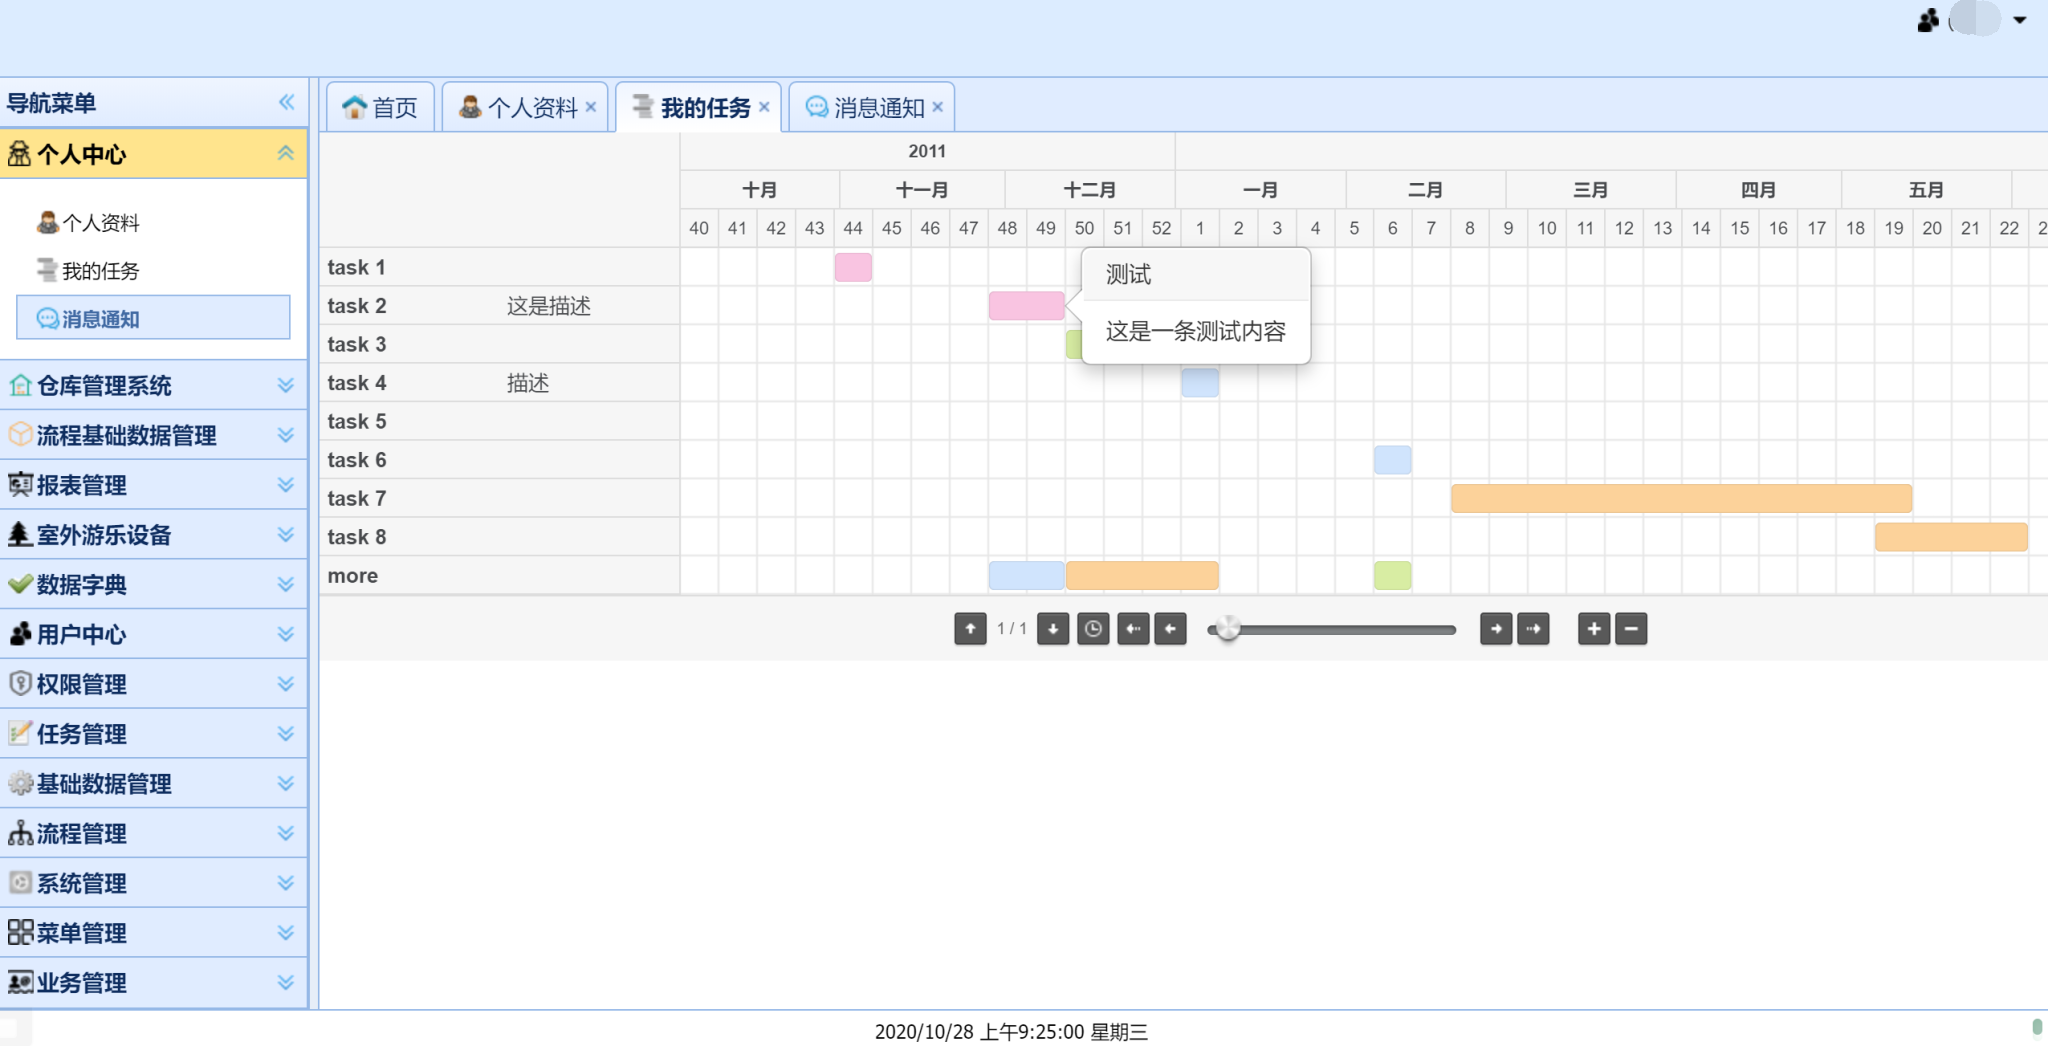 导航菜单
个人中心
个人资料
我的任务
消息通知
仓库管理系统
流程基础数据管理
报表管理
室外游乐设备
数据字典
用户中心
权限管理
任务管理
基础数据管理
流程管理
系统管理
菜单管理
业务管理
首页 个人资料 × 我的任务 × 消息通知 ×
2011
十月 十一月 十二月 一月 二月 三月 四月 五月
40 41 42 43 44 45 46 47 48 49 50 51 52 1 2 3 4 5 6 7 8 9 10 11 12 13 14 15 16 17 18 19 20 21 22
task 1
task 2 这是描述
task 3
task 4 描述
task 5
task 6
task 7
task 8
more
测试
这是一条测试内容
1 / 1
2020/10/28 上午9:25:00 星期三